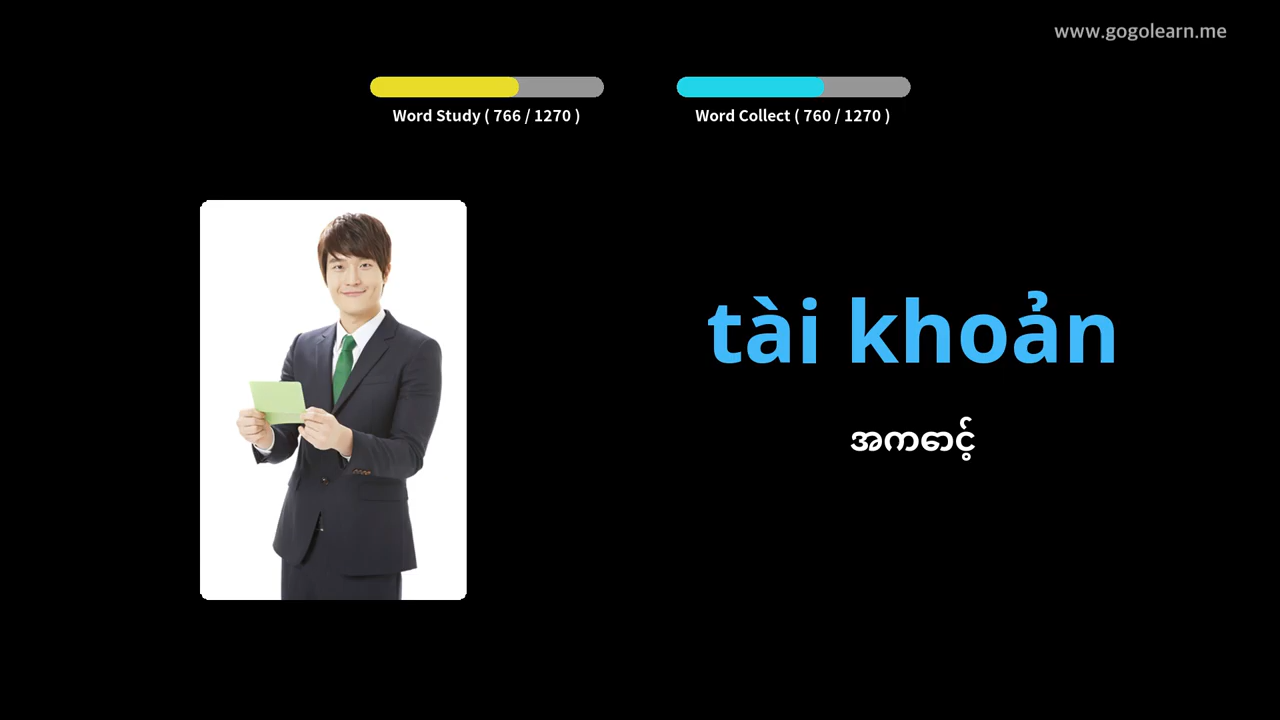 www.gogolearn.me
Word Study ( 766 / 1270 )
Word Collect ( 760 / 1270 )
tài khoản
အကောင့်